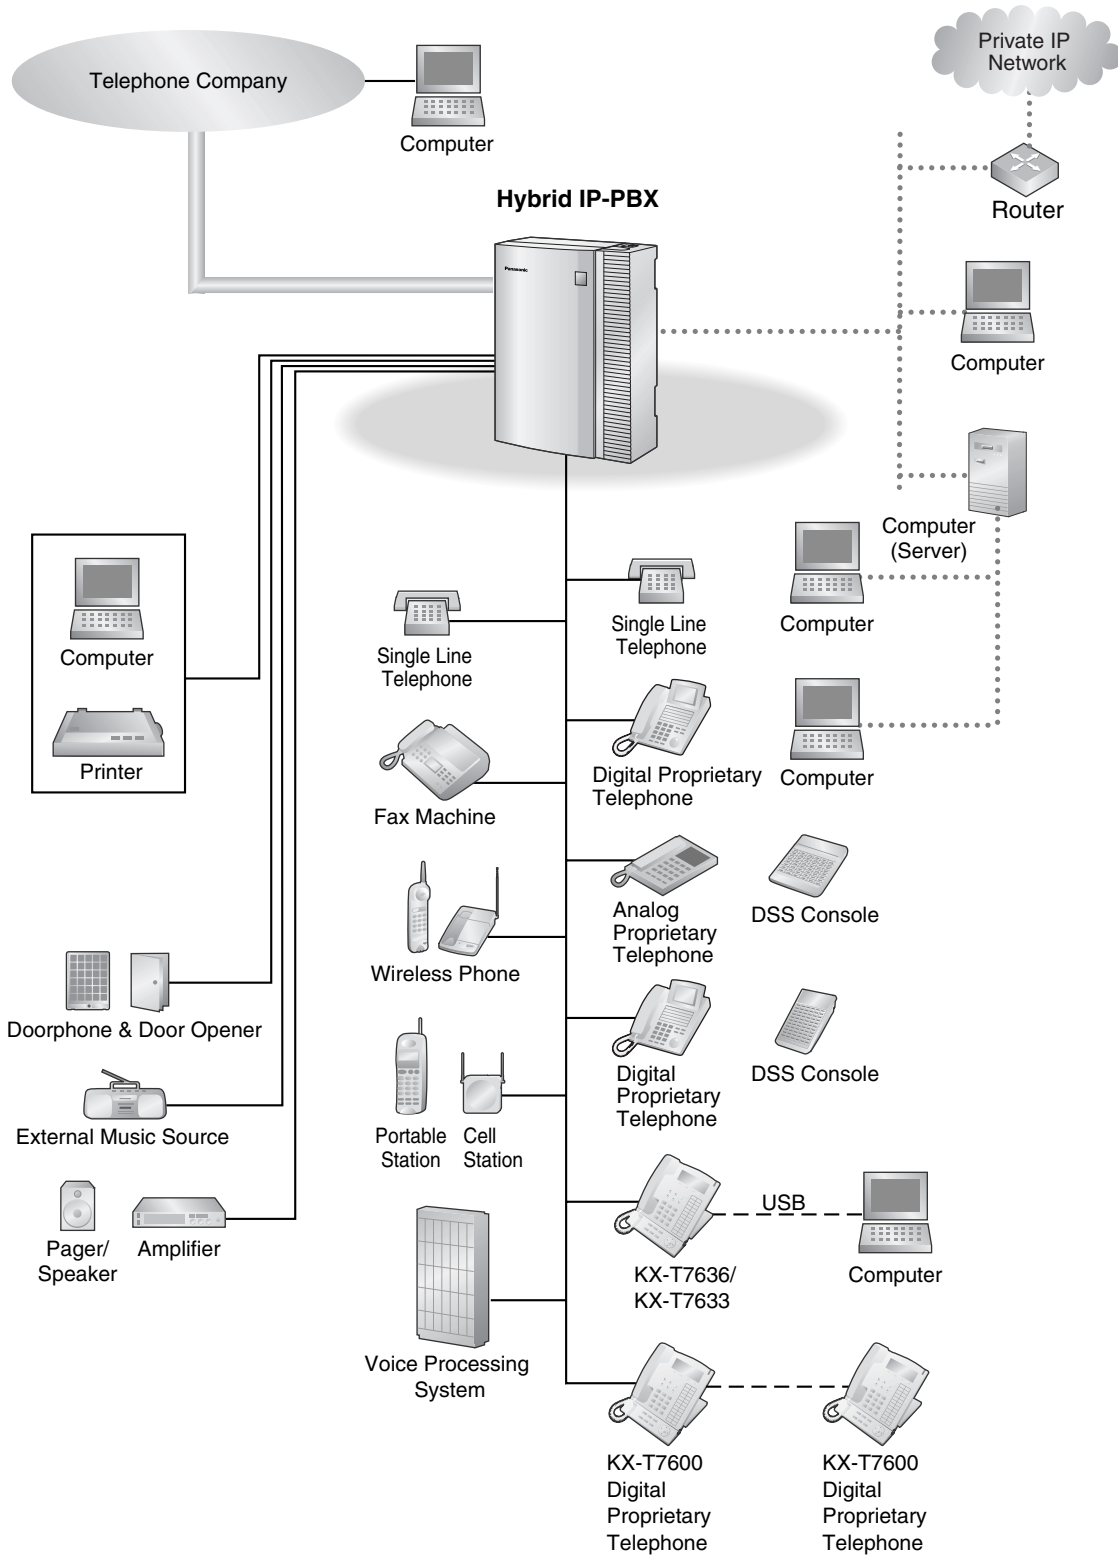 Telephone Company
Computer
Private IP
Network
Router
Hybrid IP-PBX
Panasonic
Computer
Computer
(Server)
Computer
Printer
Single Line
Telephone
Single Line
Telephone
Computer
Fax Machine
Digital Proprietary
Telephone
Computer
Wireless Phone
Analog
Proprietary
Telephone
DSS Console
Doorphone & Door Opener
Digital
Proprietary
Telephone
DSS Console
External Music Source
Portable
Station
Cell
Station
Pager/
Speaker
Amplifier
USB
KX-T7636/
KX-T7633
Computer
Voice Processing
System
KX-T7600
Digital
Proprietary
Telephone
KX-T7600
Digital
Proprietary
Telephone